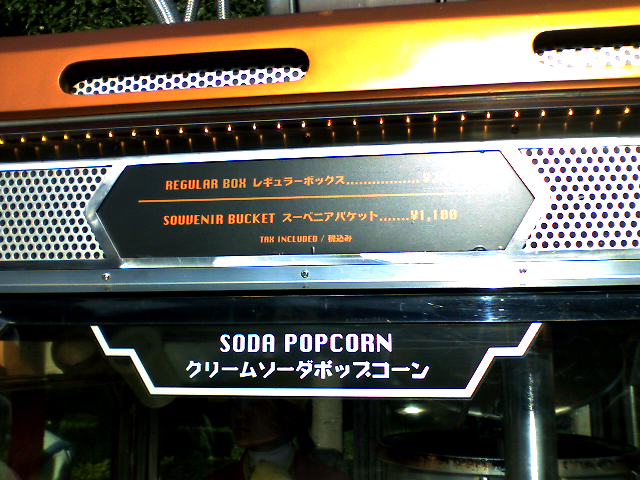 REGULAR BOX レギュラーボックス.................
SOUVENIR BUCKET スーベニアバケット.......¥1,100
TAX INCLUDED / 税込み
SODA POPCORN
クリームソーダポップコーン